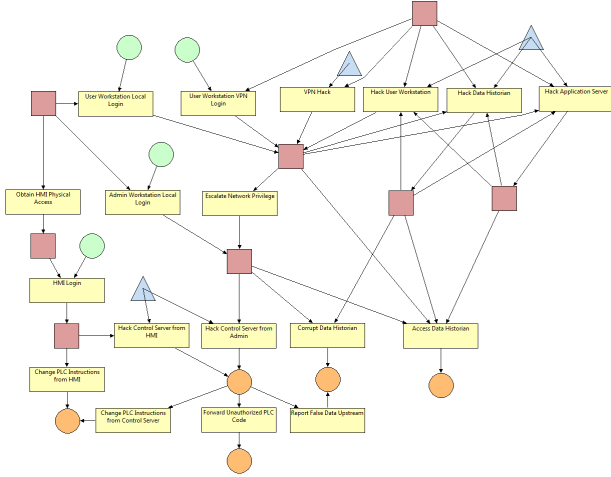 User Workstation Local
Login
User Workstation VPN
Login
VPN Hack
Hack User Workstation
Hack Data Historian
Hack Application Server
Obtain HMI Physical
Access
Admin Workstation Local
Login
Escalate Network Privilege
HMI Login
Hack Control Server from
HMI
Hack Control Server from
Admin
Corrupt Data Historian
Access Data Historian
Change PLC Instructions
from HMI
Change PLC Instructions
from Control Server
Forward Unauthorized PLC
Code
Report False Data Upstream